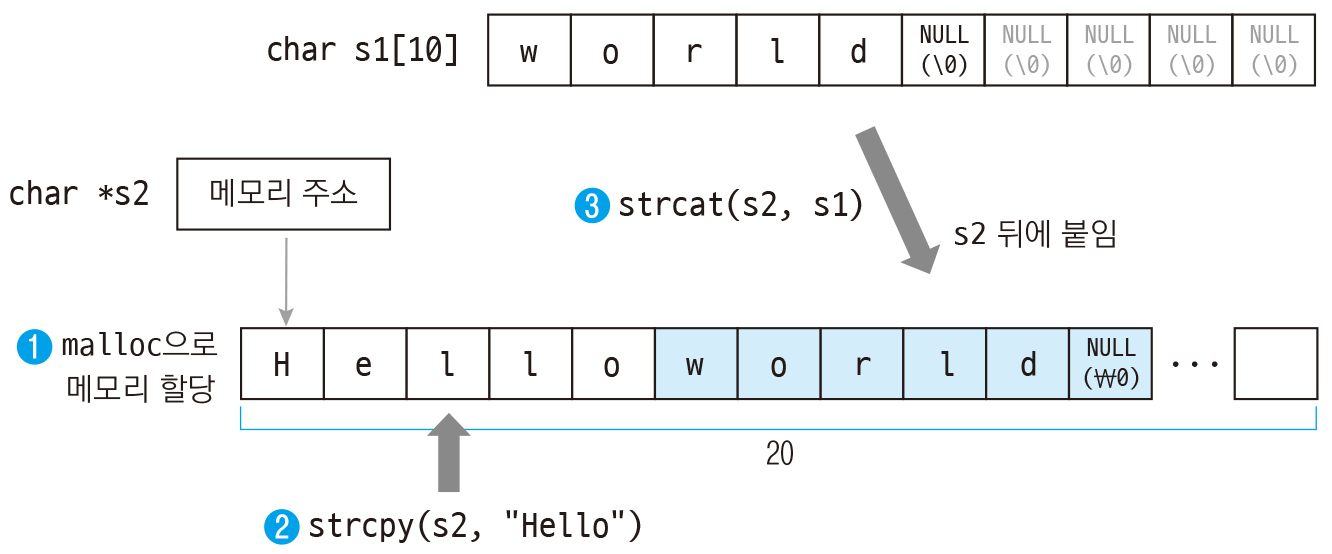 char s1[10] w o r l d NULL (\0) NULL (\0) NULL (\0) NULL (\0) NULL (\0)
char *s2 메모리 주소
3 strcat(s2, s1)
s2 뒤에 붙임
1 malloc으로
메모리 할당
H e l l o w o r l d NULL (₩0) ···
20
2 strcpy(s2, "Hello")